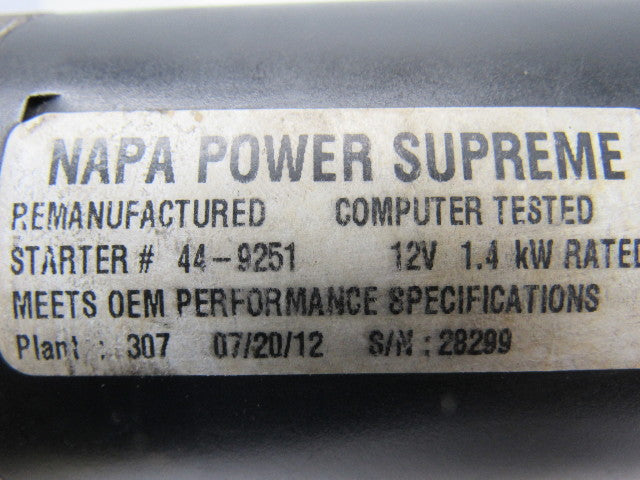 NAPA POWER SUPREME
REMANUFACTURED COMPUTER TESTED
STARTER # 44-9251 12V 1.4 kW RATED
MEETS OEM PERFORMANCE SPECIFICATIONS
Plant : 307 07/20/12 S/N : 28299